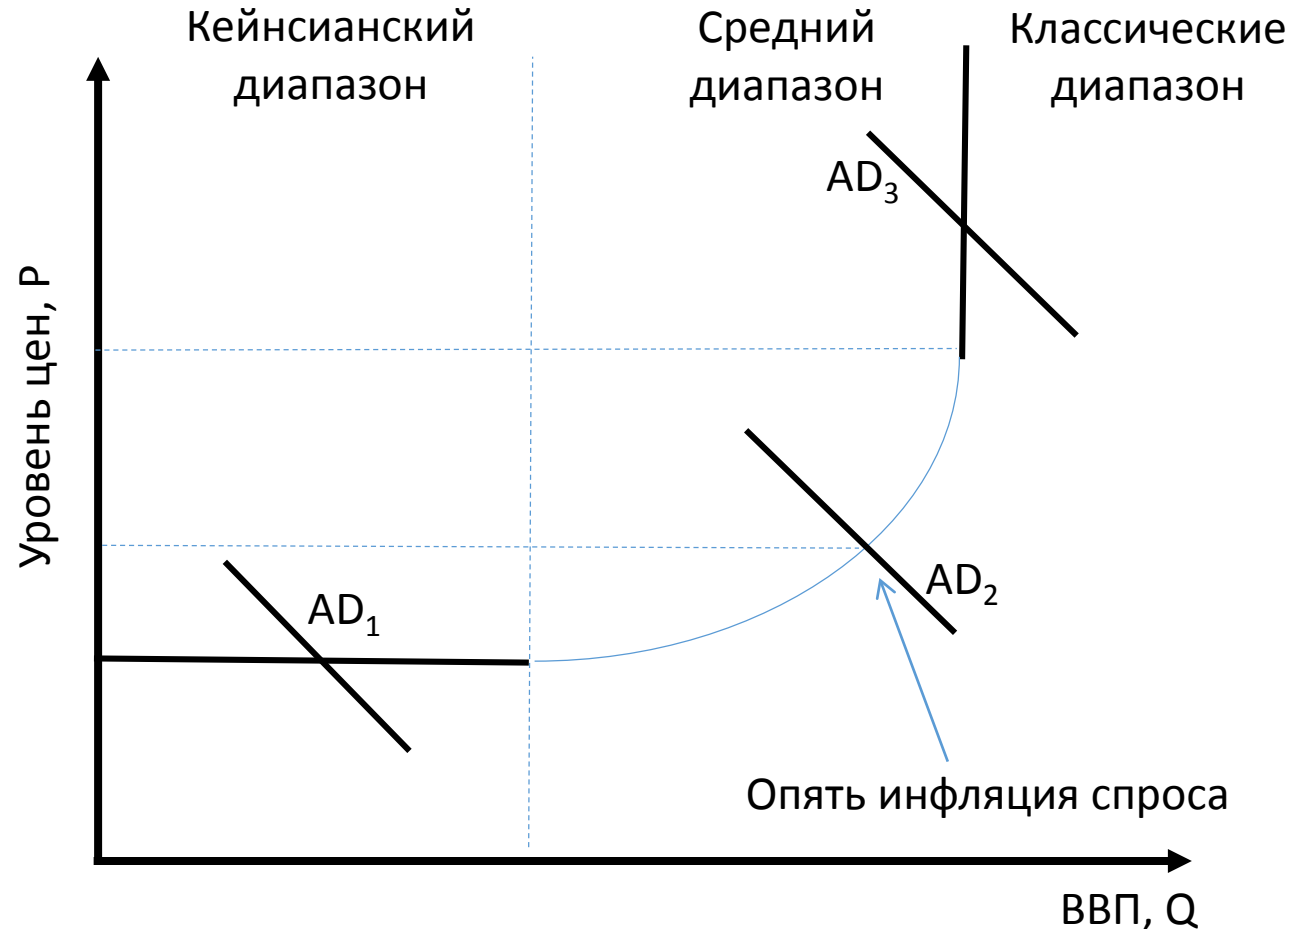 Кейнсианский
диапазон
Средний
диапазон
Классические
диапазон
AD3
Уровень цен, P
AD1
AD2
Опять инфляция спроса
ВВП, Q